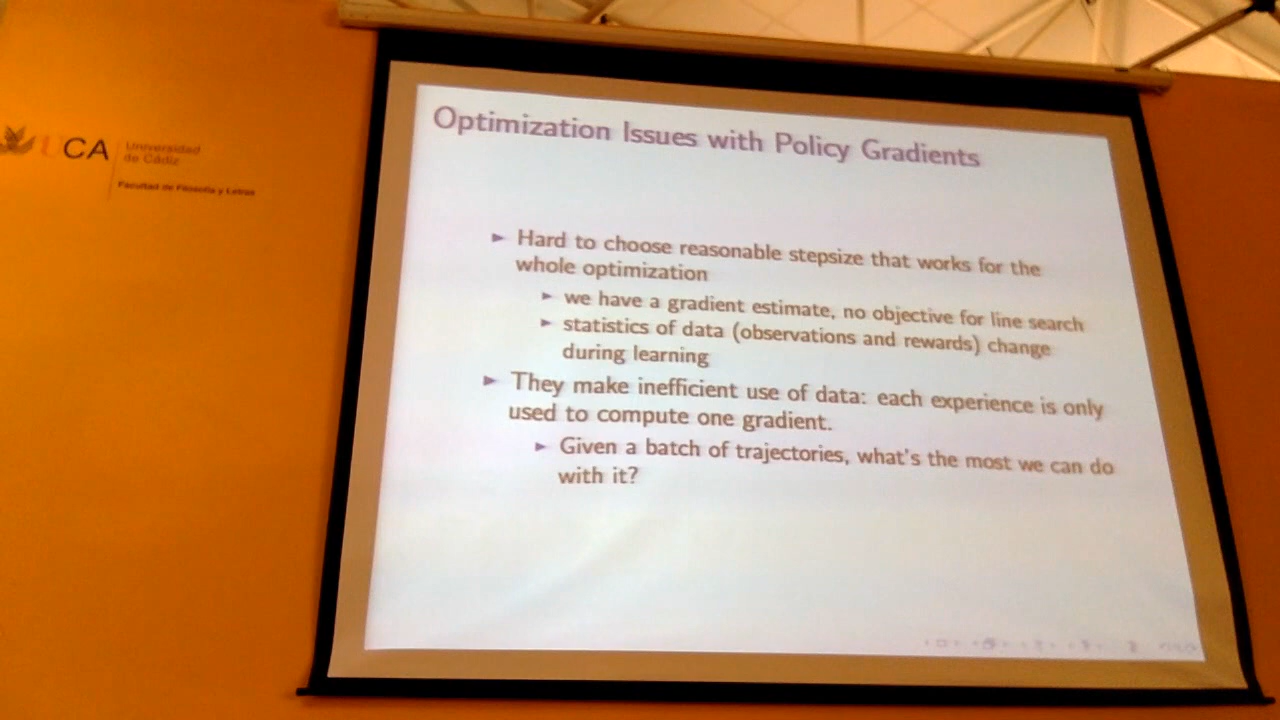 UCA
Universidad
de Cádiz
Facultad de Filosofía y Letras
Optimization Issues with Policy Gradients
Hard to choose reasonable stepsize that works for the
whole optimization
we have a gradient estimate, no objective for line search
statistics of data (observations and rewards) change
during learning
They make inefficient use of data: each experience is only
used to compute one gradient.
Given a batch of trajectories, what's the most we can do
with it?